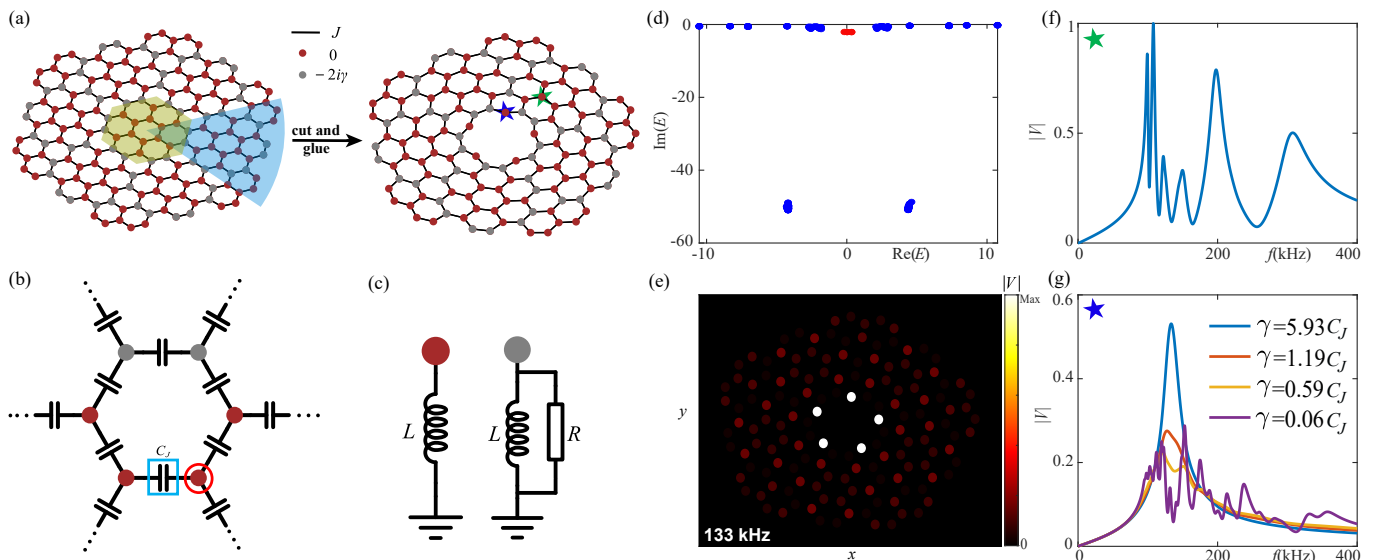 (a)
J
0
−2iγ
cut and
glue
(b)
C_J
(c)
L
L
R
(d)
0
-20
-40
-60
Im(E)
-10
0
Re(E)
10
(e)
|V|
Max
0
133 kHz
y
x
(f)
1
0.5
0
|V|
0
200
f(kHz)
400
(g)
0.6
0.4
0.2
0
|V|
γ=5.93C_J
γ=1.19C_J
γ=0.59C_J
γ=0.06C_J
0
200
f(kHz)
400